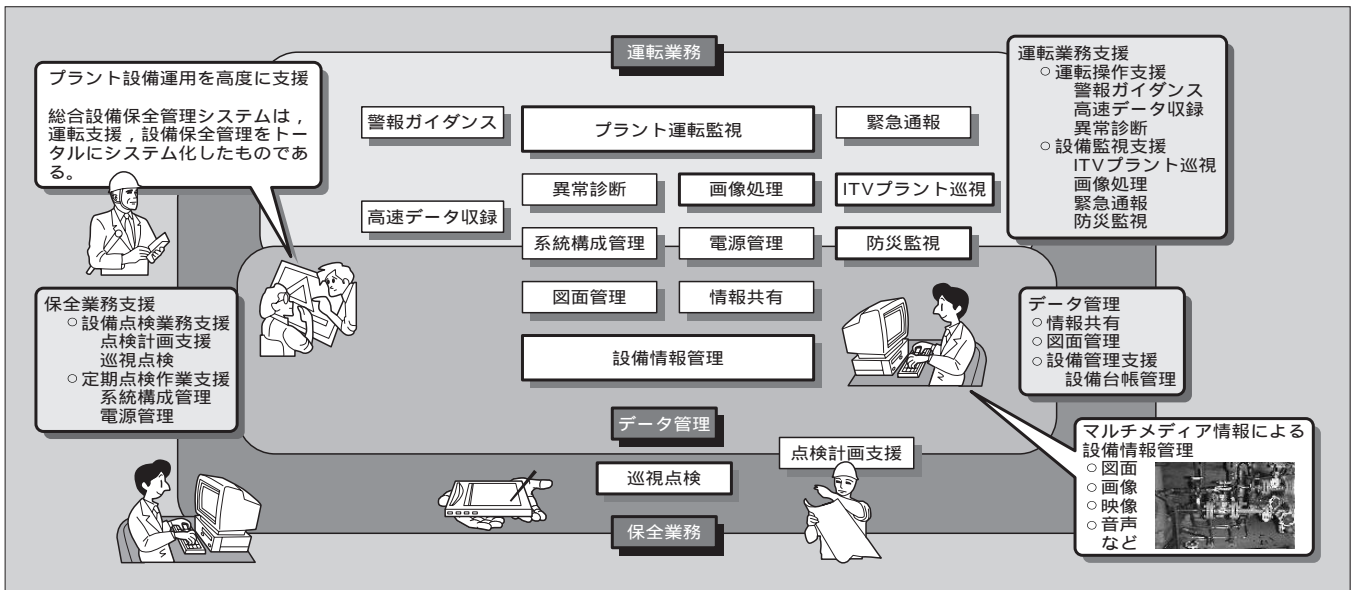 運転業務
プラント設備運用を高度に支援
総合設備保全管理システムは，
運転支援，設備保全管理をトー
タルにシステム化したものであ
る。
警報ガイダンス
プラント運転監視
緊急通報
異常診断
画像処理
ITVプラント巡視
高速データ収録
系統構成管理
電源管理
防災監視
図面管理
情報共有
設備情報管理
データ管理
点検計画支援
巡視点検
保全業務
運転業務支援
○運転操作支援
警報ガイダンス
高速データ収録
異常診断
○設備監視支援
ITVプラント巡視
画像処理
緊急通報
防災監視
保全業務支援
○設備点検業務支援
点検計画支援
巡視点検
○定期点検作業支援
系統構成管理
電源管理
データ管理
○情報共有
○図面管理
○設備管理支援
設備台帳管理
マルチメディア情報による
設備情報管理
○図面
○画像
○映像
○音声
など